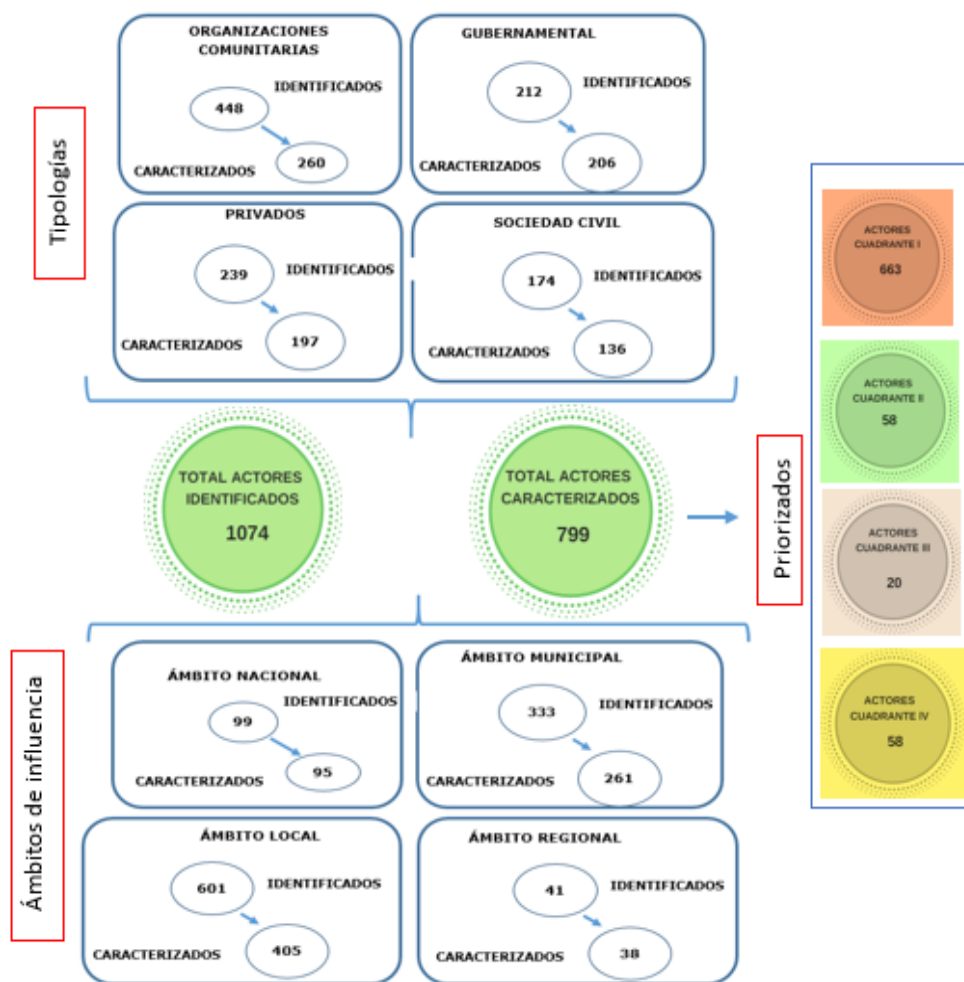 Tipologías
ORGANIZACIONES
COMUNITARIAS
IDENTIFICADOS
448
260
CARACTERIZADOS
GUBERNAMENTAL
IDENTIFICADOS
212
206
CARACTERIZADOS
PRIVADOS
IDENTIFICADOS
239
197
CARACTERIZADOS
SOCIEDAD CIVIL
IDENTIFICADOS
174
136
CARACTERIZADOS
TOTAL ACTORES
IDENTIFICADOS
1074
TOTAL ACTORES
CARACTERIZADOS
799
Priorizados
ACTORES
CUADRANTE I
663
ACTORES
CUADRANTE II
58
ACTORES
CUADRANTE III
20
ACTORES
CUADRANTE IV
58
Ámbitos de influencia
ÁMBITO NACIONAL
IDENTIFICADOS
99
95
CARACTERIZADOS
ÁMBITO MUNICIPAL
IDENTIFICADOS
333
261
CARACTERIZADOS
ÁMBITO LOCAL
IDENTIFICADOS
601
405
CARACTERIZADOS
ÁMBITO REGIONAL
IDENTIFICADOS
41
38
CARACTERIZADOS